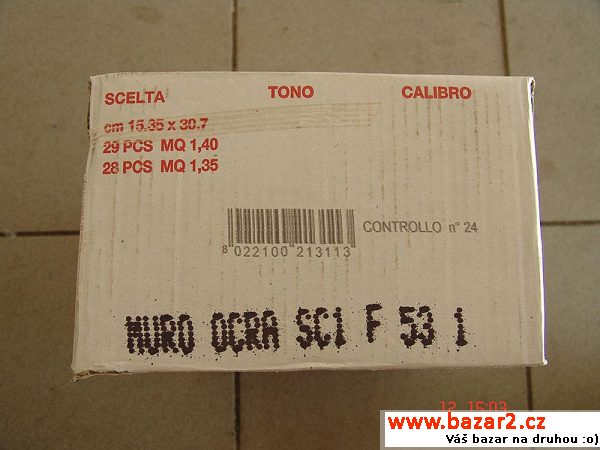 SCELTA TONO CALIBRO
cm 15.35 x 30.7
29 PCS MQ 1,40
28 PCS MQ 1,35
CONTROLLO n° 24
8 022100 213113
MURO OCRA SC1 F 53 1
12 15:03
www.bazar2.cz
Váš bazar na druhou :o)